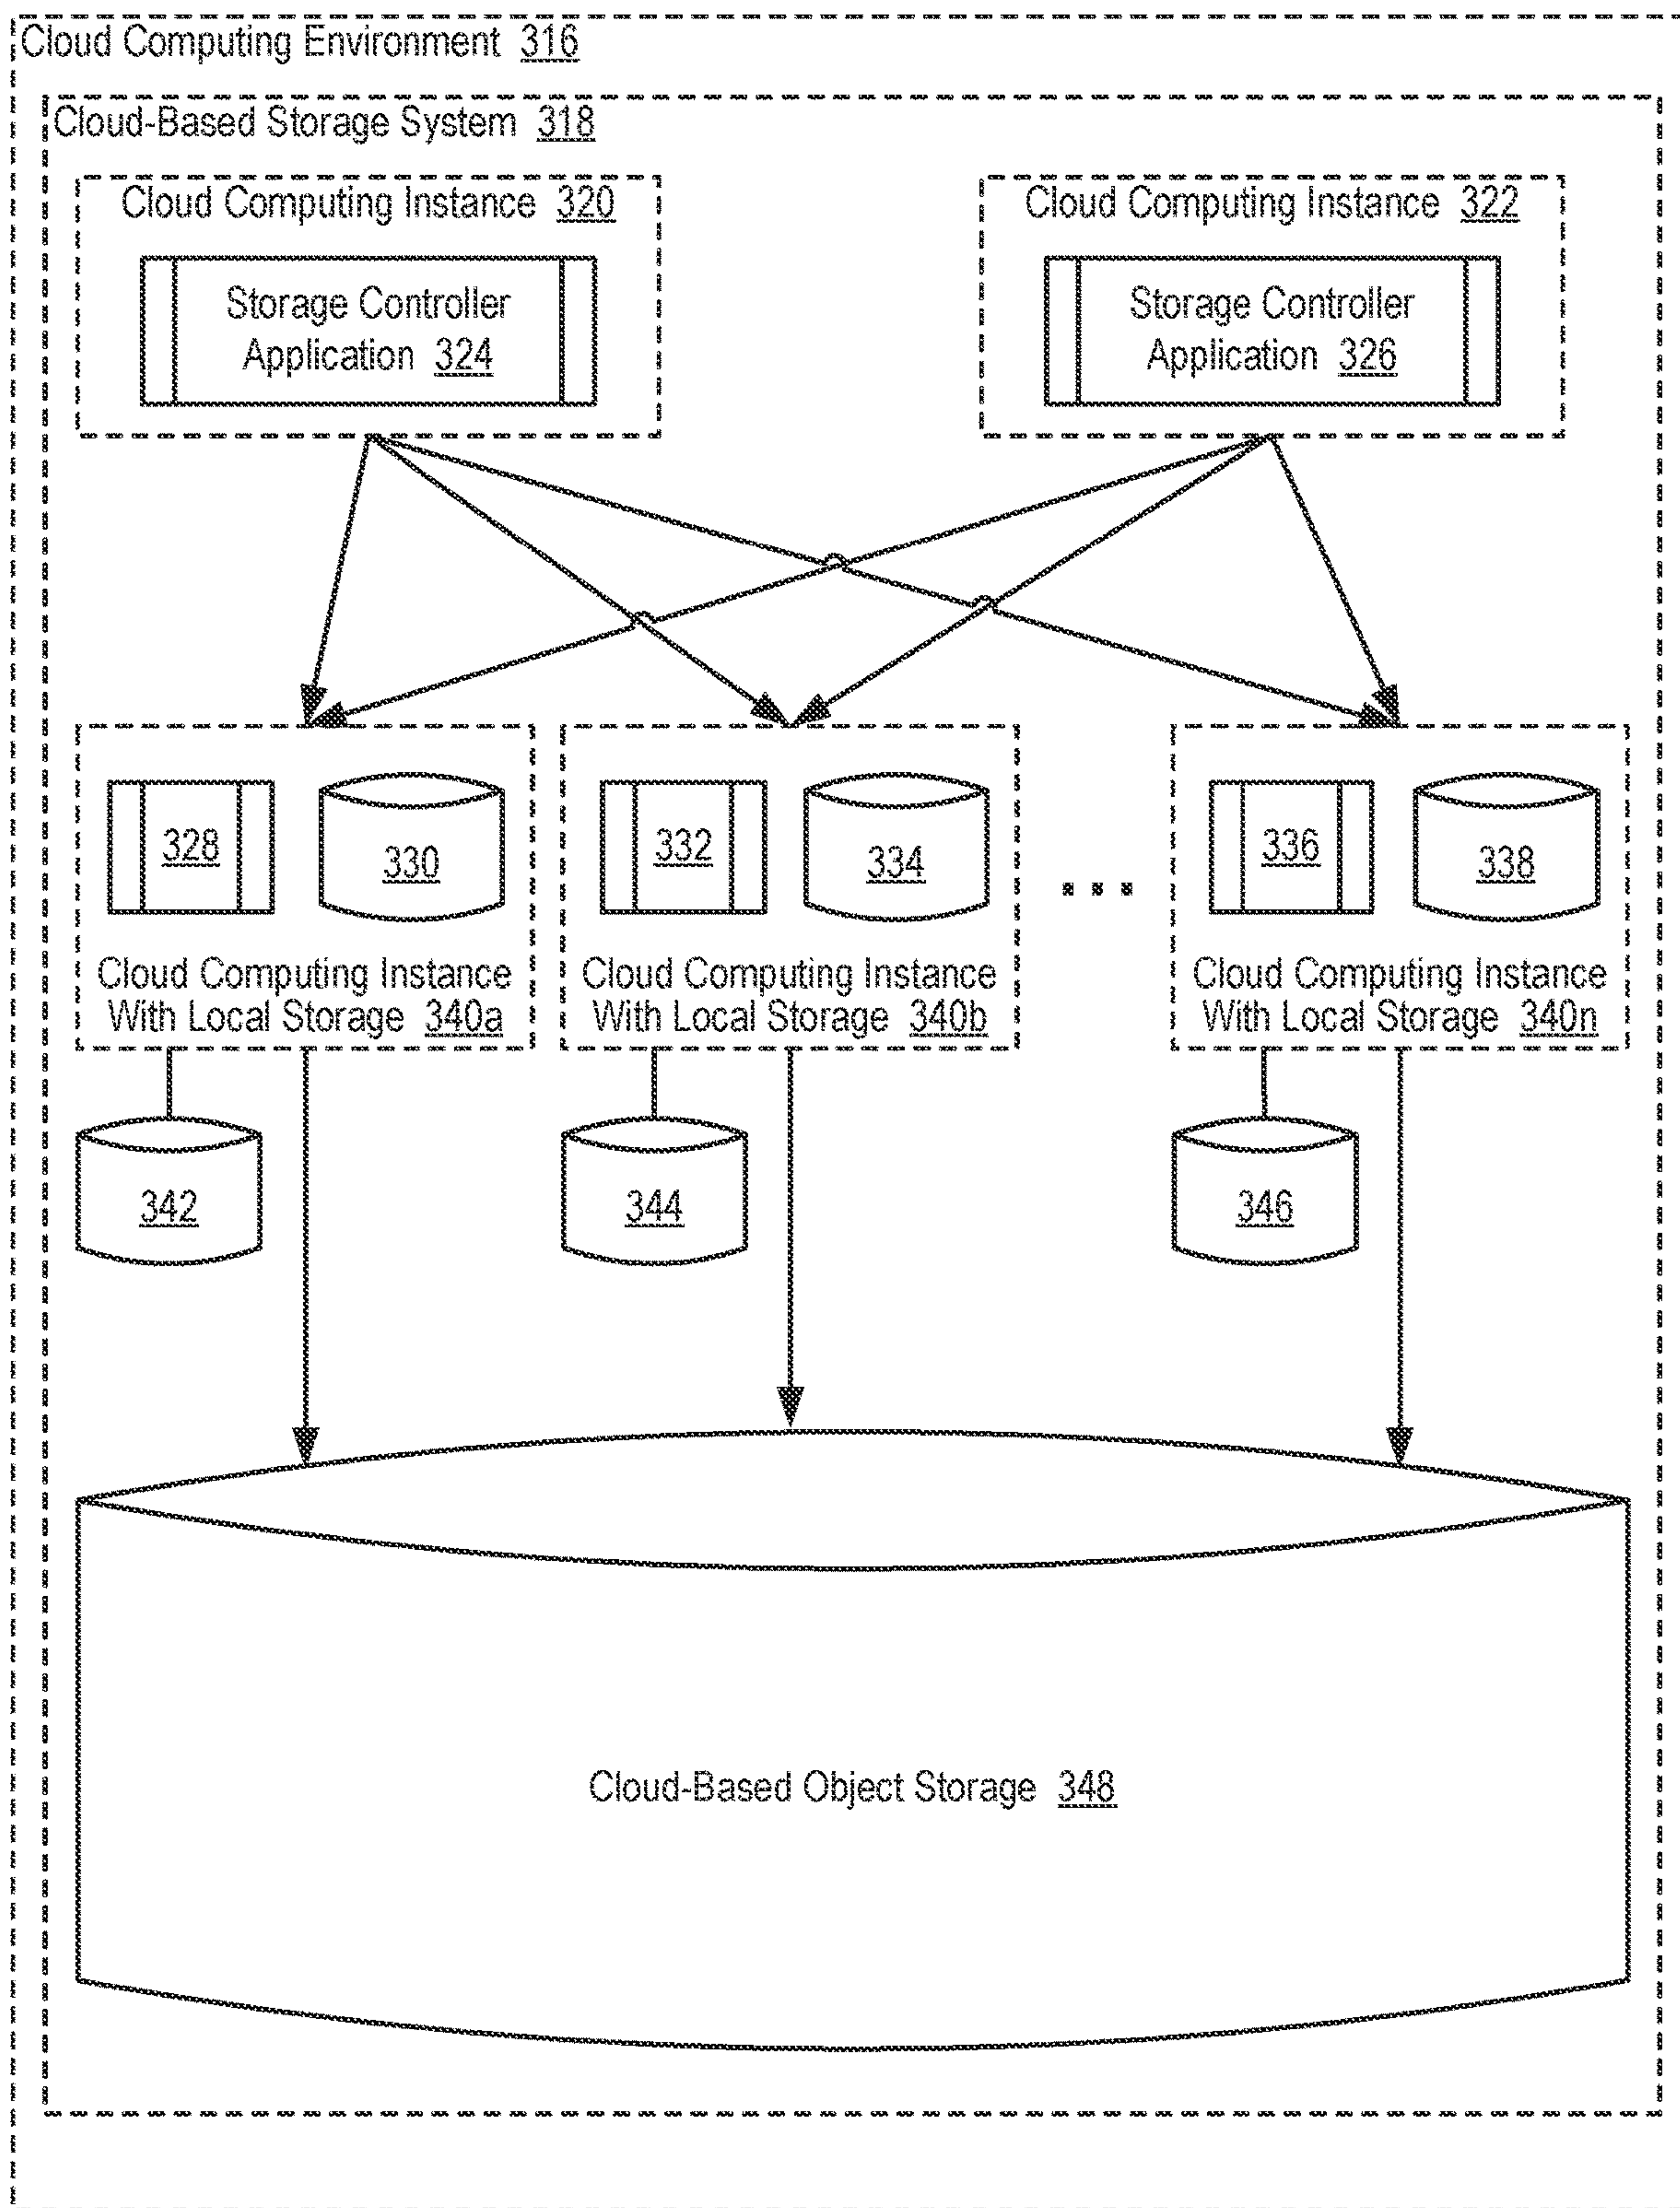 Cloud Computing Environment 316
Cloud-Based Storage System 318
Cloud Computing Instance 320
Storage Controller
Application 324
Cloud Computing Instance 322
Storage Controller
Application 326
328
330
Cloud Computing Instance
With Local Storage 340a
332
334
Cloud Computing Instance
With Local Storage 340b
...
336
338
Cloud Computing Instance
With Local Storage 340n
342
344
346
Cloud-Based Object Storage 348